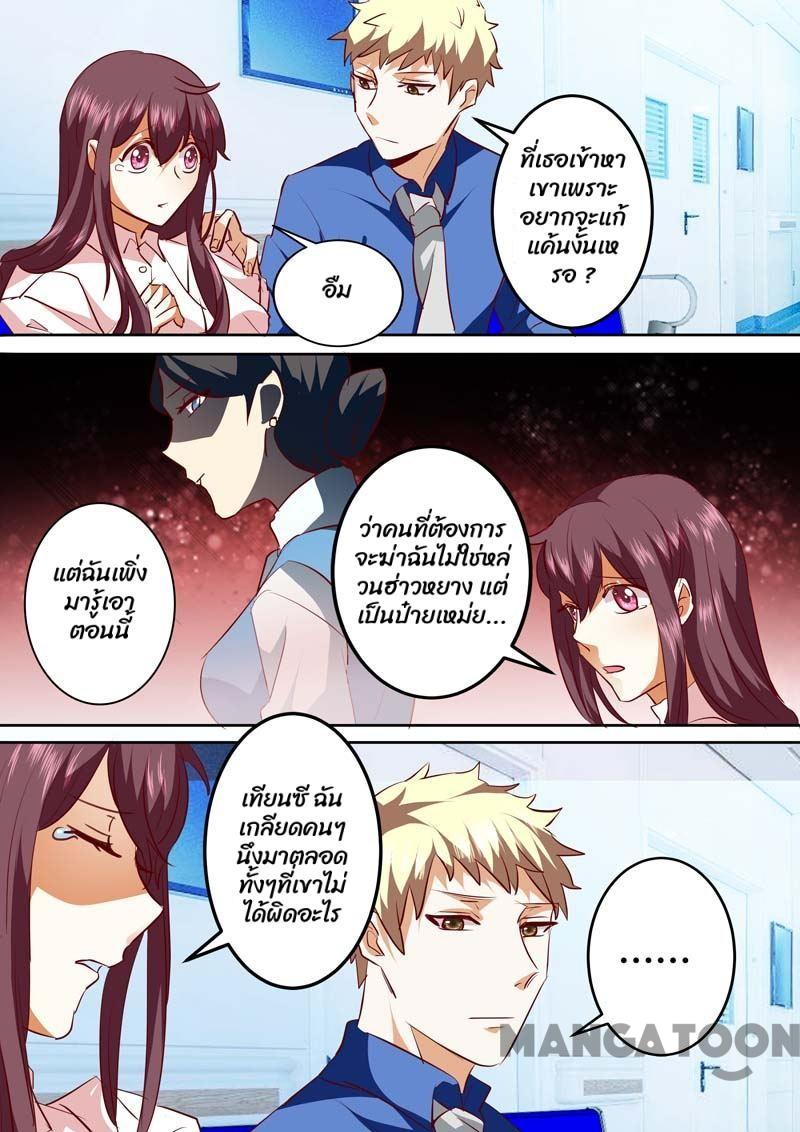 ที่เธอเข้าหา
เขาเพราะ
อยากจะแก้
แค้นงั้นเห
รอ ?
อืม
แต่ฉันเพิ่ง
มารู้เอา
ตอนนี้
ว่าคนที่ต้องการ
จะฆ่าฉันไม่ใช่หล่
วนฮ่าวหยาง แต่
เป็นป๋ายเหม่ย...
เทียนซี ฉัน
เกลียดคนๆ
นึงมาตลอด
ทั้งๆที่เขาไม่
ได้ผิดอะไร
......
MANGATOON